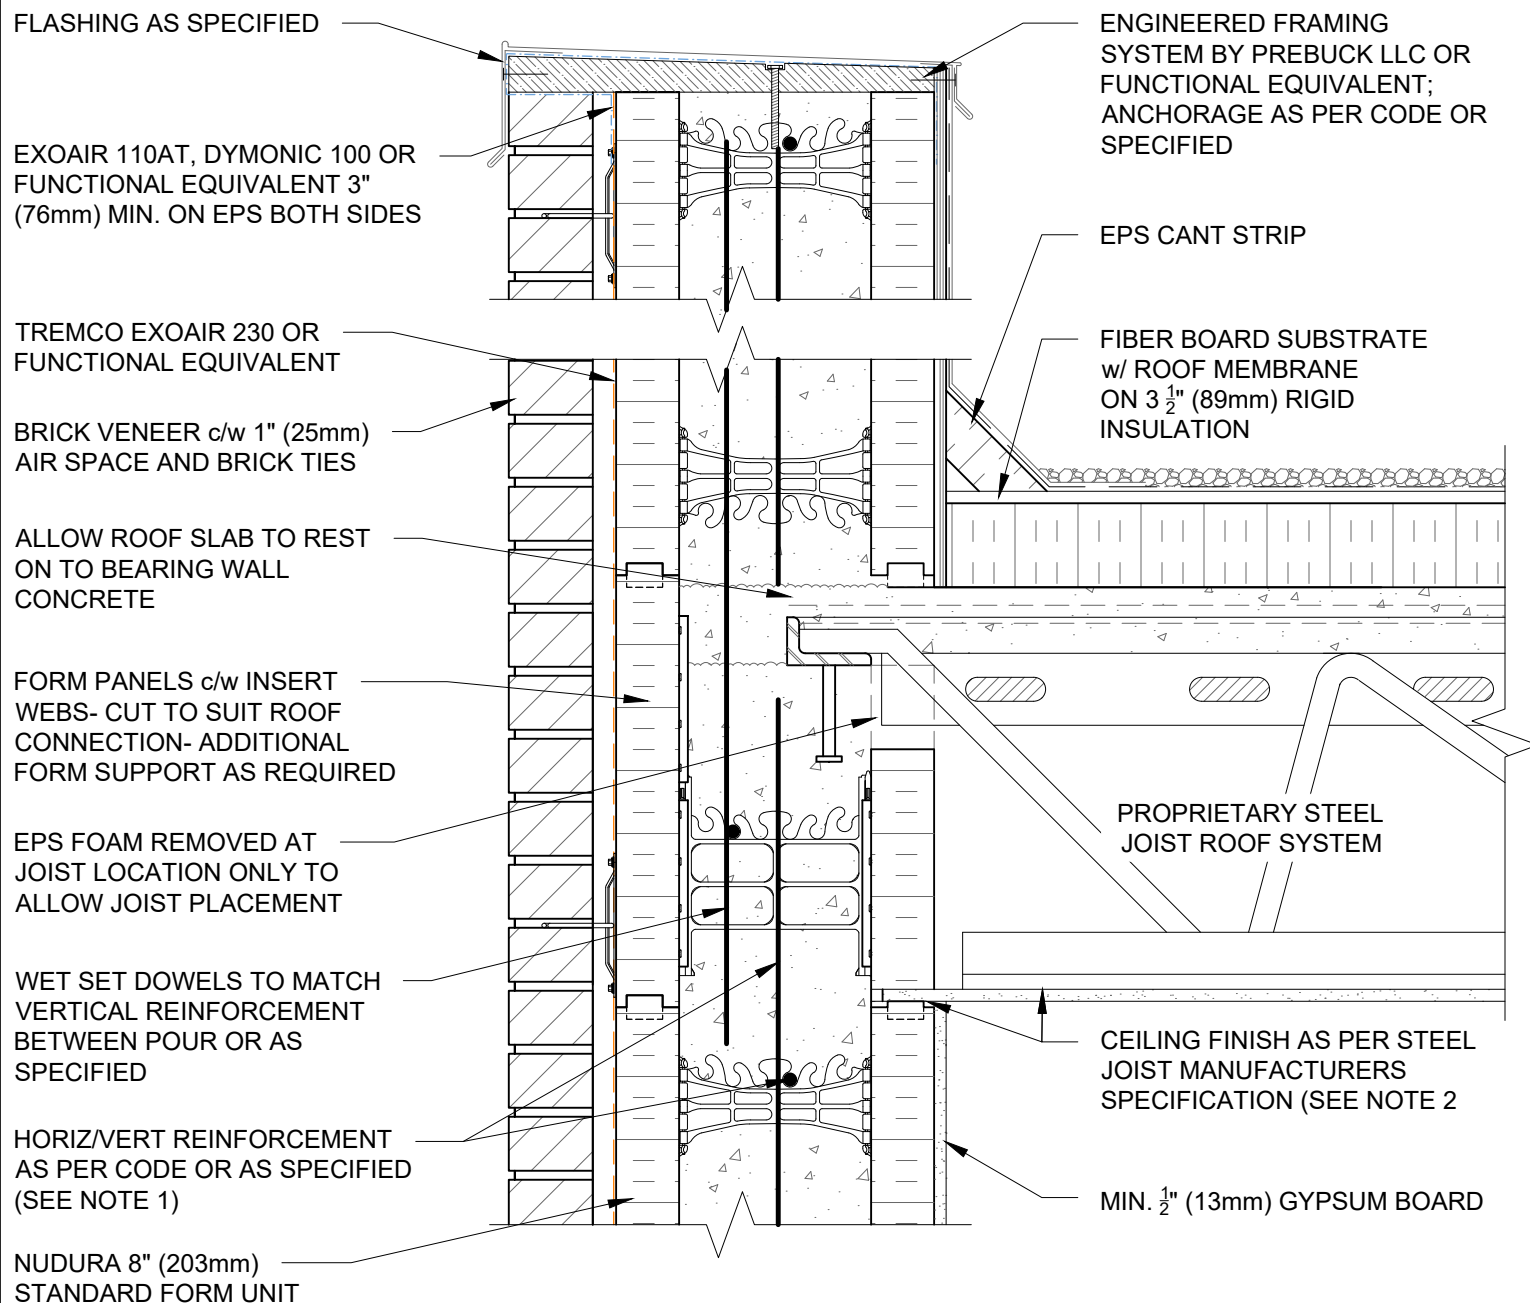 FLASHING AS SPECIFIED
EXOAIR 110AT, DYMONIC 100 OR
FUNCTIONAL EQUIVALENT 3"
(76mm) MIN. ON EPS BOTH SIDES
TREMCO EXOAIR 230 OR
FUNCTIONAL EQUIVALENT
BRICK VENEER c/w 1" (25mm)
AIR SPACE AND BRICK TIES
ALLOW ROOF SLAB TO REST
ON TO BEARING WALL
CONCRETE
FORM PANELS c/w INSERT
WEBS- CUT TO SUIT ROOF
CONNECTION- ADDITIONAL
FORM SUPPORT AS REQUIRED
EPS FOAM REMOVED AT
JOIST LOCATION ONLY TO
ALLOW JOIST PLACEMENT
WET SET DOWELS TO MATCH
VERTICAL REINFORCEMENT
BETWEEN POUR OR AS
SPECIFIED
HORIZ/VERT REINFORCEMENT
AS PER CODE OR AS SPECIFIED
(SEE NOTE 1)
NUDURA 8" (203mm)
STANDARD FORM UNIT
ENGINEERED FRAMING
SYSTEM BY PREBUCK LLC OR
FUNCTIONAL EQUIVALENT;
ANCHORAGE AS PER CODE OR
SPECIFIED
EPS CANT STRIP
FIBER BOARD SUBSTRATE
w/ ROOF MEMBRANE
ON 3 1/2" (89mm) RIGID
INSULATION
PROPRIETARY STEEL
JOIST ROOF SYSTEM
CEILING FINISH AS PER STEEL
JOIST MANUFACTURERS
SPECIFICATION (SEE NOTE 2
MIN. 1/2" (13mm) GYPSUM BOARD